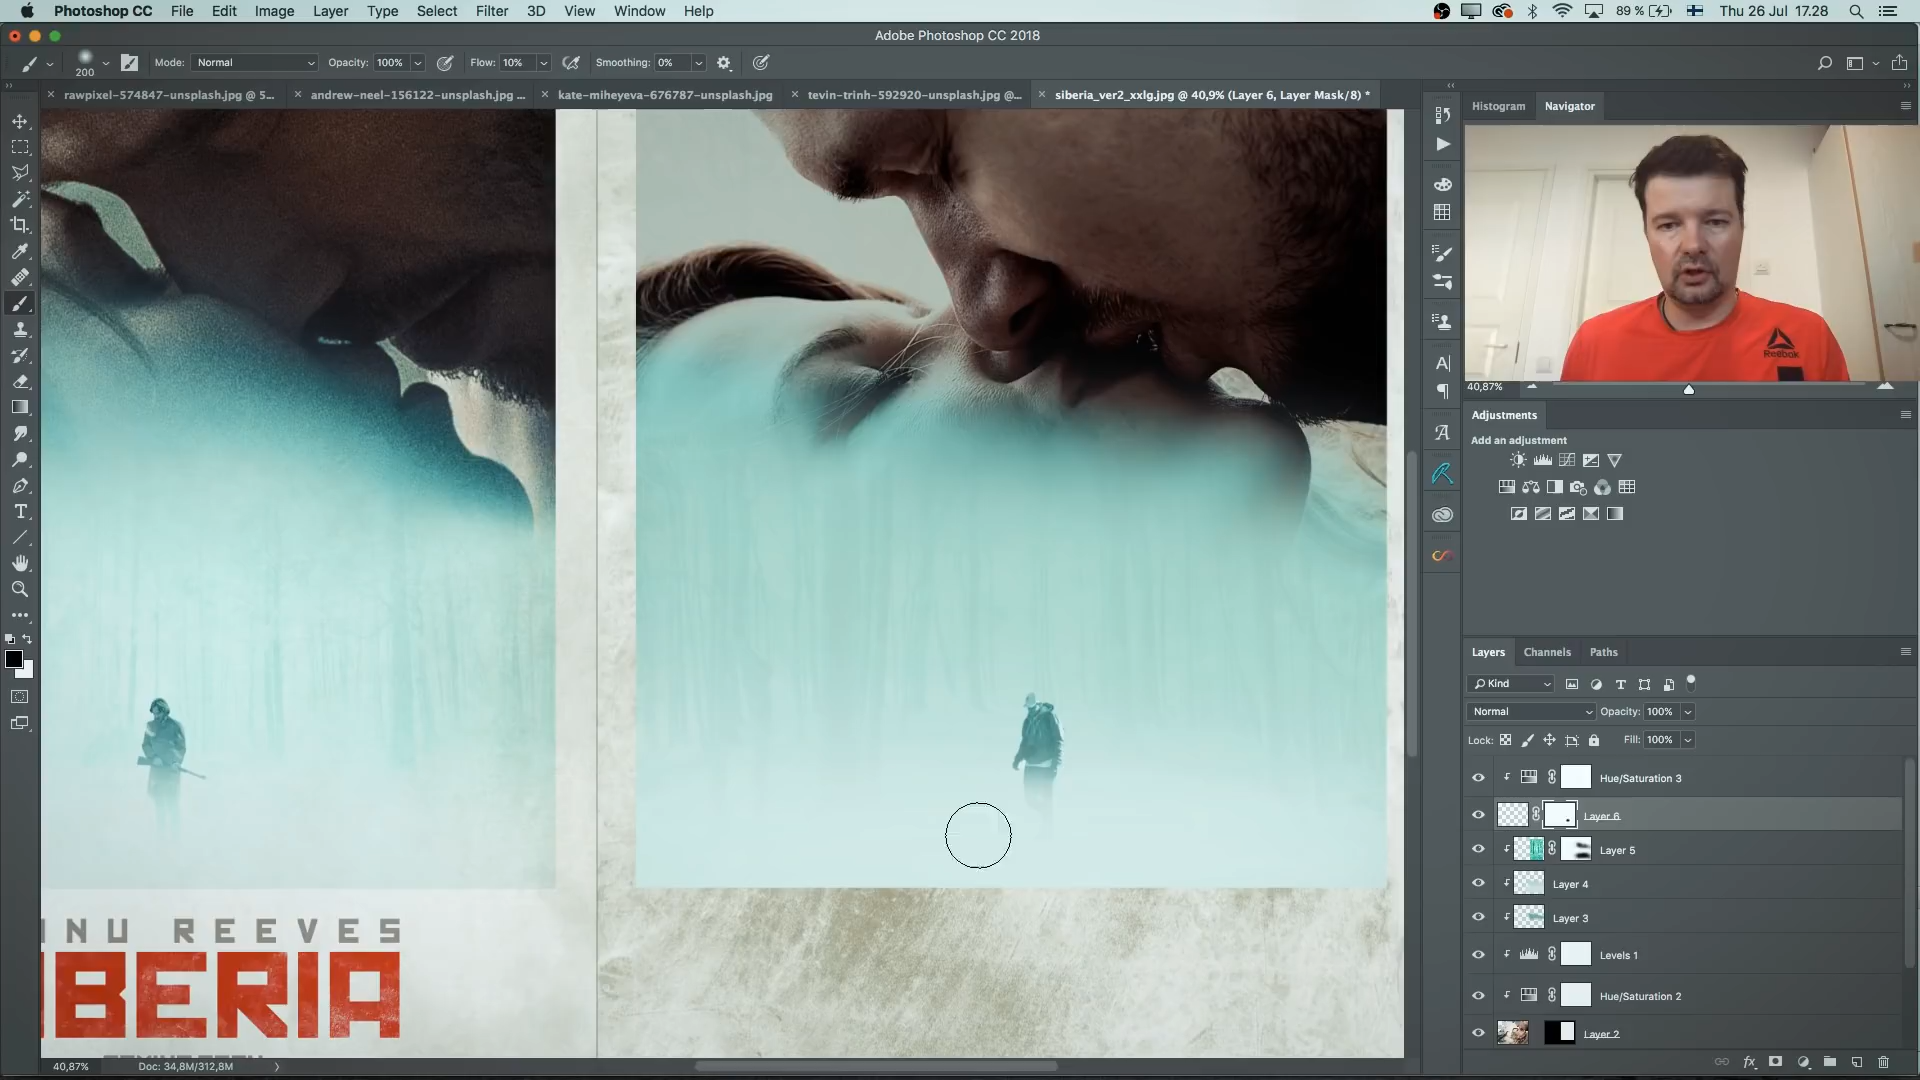 Photoshop CC File Edit Image Layer Type Select Filter 3D View Window Help 89 % Thu 26 Jul 17.28
Adobe Photoshop CC 2018
200 Mode: Normal Opacity: 100% Flow: 10% Smoothing: 0%
rawpixel-574847-unsplash.jpg @ 5... andrew-neel-156122-unsplash.jpg ... kate-miheyeva-676787-unsplash.jpg tevin-trinh-592920-unsplash.jpg @... siberia_ver2_xxlg.jpg @ 40,9% (Layer 6, Layer Mask/8) *
Histogram Navigator
Reebok
40,87%
Adjustments
Add an adjustment
Layers Channels Paths
Kind
Normal Opacity: 100%
Lock: Fill: 100%
Hue/Saturation 3
Layer 6
Layer 5
Layer 4
Layer 3
Levels 1
Hue/Saturation 2
Layer 2
NU REEVES
IBERIA
40,87% Doc: 34,8M/312,8M